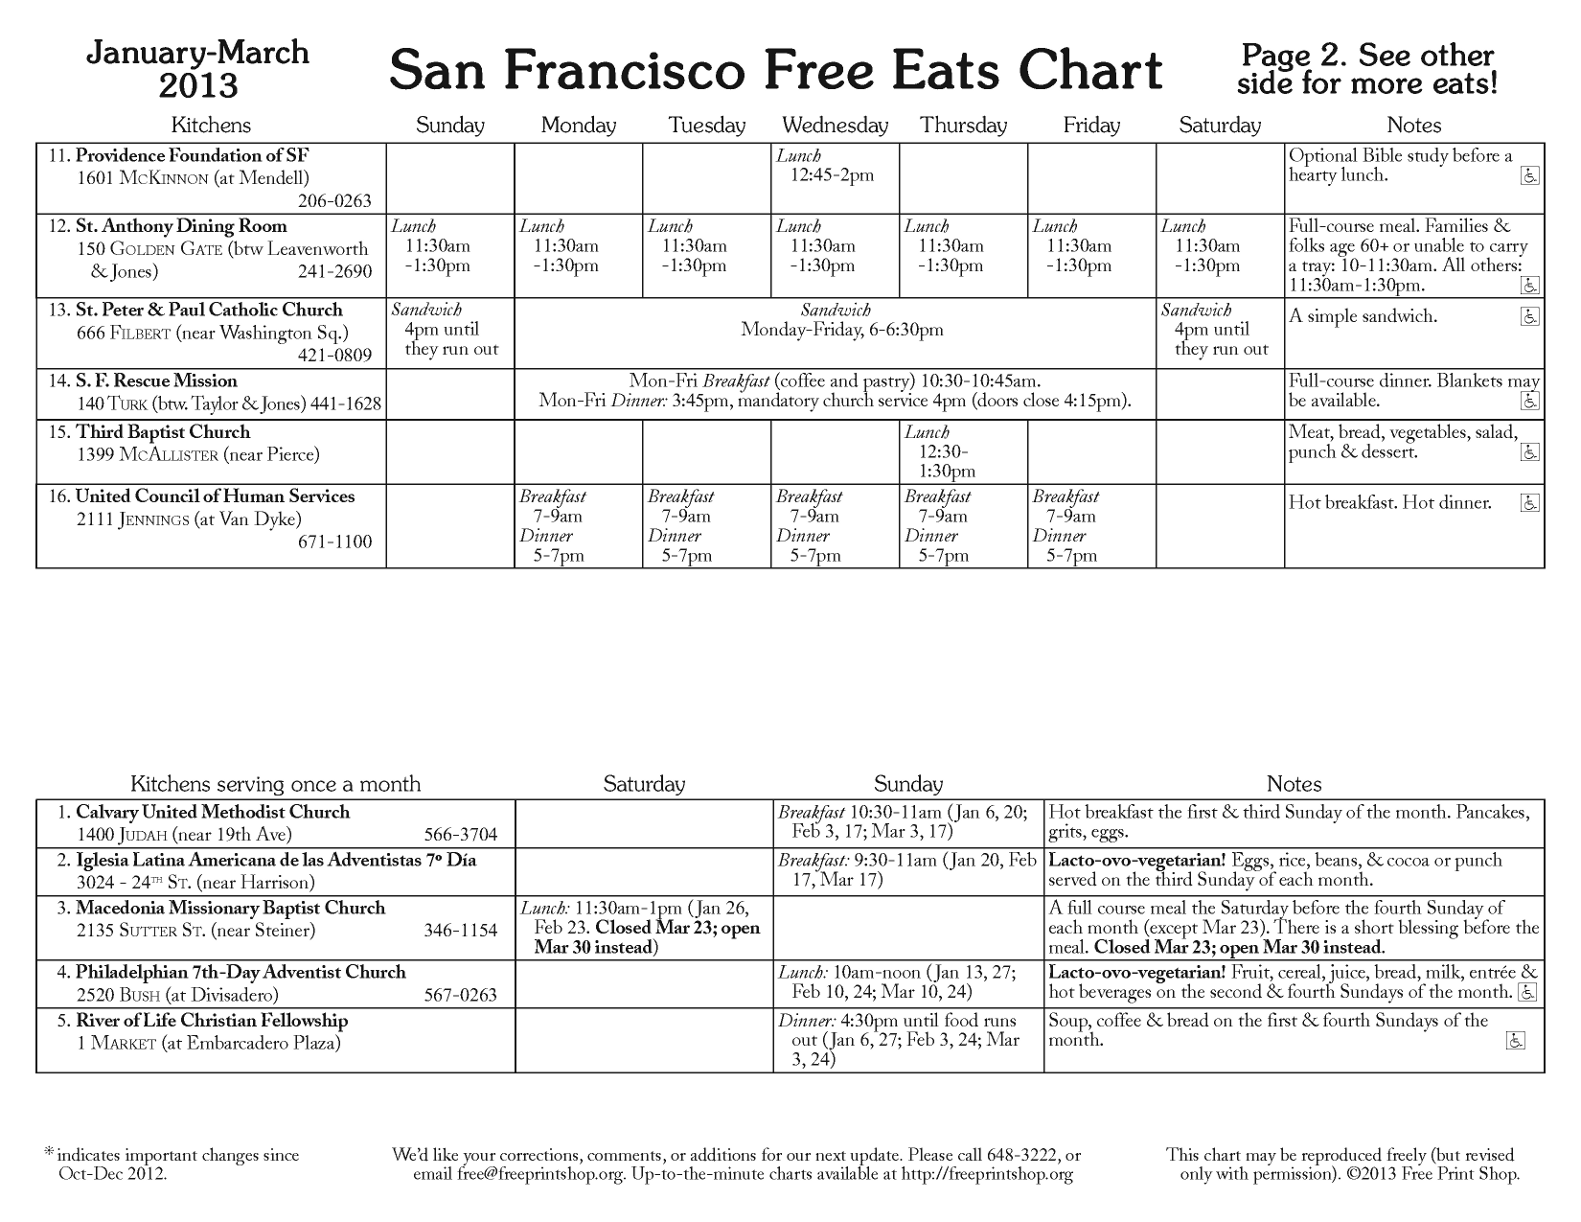 January-March
2013
San Francisco Free Eats Chart
Page 2. See other
side for more eats!
Kitchens Sunday Monday Tuesday Wednesday Thursday Friday Saturday Notes
11. Providence Foundation of SF
1601 McKinnon (at Mendell)
206-0263
Lunch
12:45-2pm
Optional Bible study before a
hearty lunch.
12. St. Anthony Dining Room
150 Golden Gate (btw Leavenworth
& Jones) 241-2690
Lunch
11:30am
-1:30pm
Lunch
11:30am
-1:30pm
Lunch
11:30am
-1:30pm
Lunch
11:30am
-1:30pm
Lunch
11:30am
-1:30pm
Lunch
11:30am
-1:30pm
Lunch
11:30am
-1:30pm
Full-course meal. Families &
folks age 60+ or unable to carry
a tray: 10-11:30am. All others:
11:30am-1:30pm.
13. St. Peter & Paul Catholic Church
666 Filbert (near Washington Sq.)
421-0809
Sandwich
4pm until
they run out
Sandwich
Monday-Friday, 6-6:30pm
Sandwich
4pm until
they run out
A simple sandwich.
14. S. F. Rescue Mission
140 Turk (btw. Taylor & Jones) 441-1628
Mon-Fri Breakfast (coffee and pastry) 10:30-10:45am.
Mon-Fri Dinner: 3:45pm, mandatory church service 4pm (doors close 4:15pm).
Full-course dinner. Blankets may
be available.
15. Third Baptist Church
1399 McAllister (near Pierce)
Lunch
12:30-
1:30pm
Meat, bread, vegetables, salad,
punch & dessert.
16. United Council of Human Services
2111 Jennings (at Van Dyke)
671-1100
Breakfast
7-9am
Dinner
5-7pm
Breakfast
7-9am
Dinner
5-7pm
Breakfast
7-9am
Dinner
5-7pm
Breakfast
7-9am
Dinner
5-7pm
Breakfast
7-9am
Dinner
5-7pm
Hot breakfast. Hot dinner.
Kitchens serving once a month Saturday Sunday Notes
1. Calvary United Methodist Church
1400 Judah (near 19th Ave) 566-3704
Breakfast 10:30-11am (Jan 6, 20;
Feb 3, 17; Mar 3, 17)
Hot breakfast the first & third Sunday of the month. Pancakes,
grits, eggs.
2. Iglesia Latina Americana de las Adventistas 7º Día
3024 - 24th St. (near Harrison)
Breakfast: 9:30-11am (Jan 20, Feb
17, Mar 17)
Lacto-ovo-vegetarian! Eggs, rice, beans, & cocoa or punch
served on the third Sunday of each month.
3. Macedonia Missionary Baptist Church
2135 Sutter St. (near Steiner) 346-1154
Lunch: 11:30am-1pm (Jan 26,
Feb 23. Closed Mar 23; open
Mar 30 instead)
A full course meal the Saturday before the fourth Sunday of
each month (except Mar 23). There is a short blessing before the
meal. Closed Mar 23; open Mar 30 instead.
4. Philadelphian 7th-Day Adventist Church
2520 Bush (at Divisadero) 567-0263
Lunch: 10am-noon (Jan 13, 27;
Feb 10, 24; Mar 10, 24)
Lacto-ovo-vegetarian! Fruit, cereal, juice, bread, milk, entrée &
hot beverages on the second & fourth Sundays of the month.
5. River of Life Christian Fellowship
1 Market (at Embarcadero Plaza)
Dinner: 4:30pm until food runs
out (Jan 6, 27; Feb 3, 24; Mar
3, 24)
Soup, coffee & bread on the first & fourth Sundays of the
month.
* indicates important changes since
Oct-Dec 2012.
We'd like your corrections, comments, or additions for our next update. Please call 648-3222, or
email free@freeprintshop.org. Up-to-the-minute charts available at http://freeprintshop.org
This chart may be reproduced freely (but revised
only with permission). ©2013 Free Print Shop.